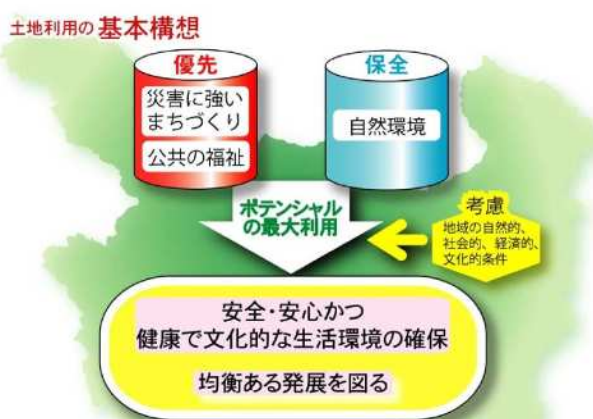 土地利用の基本構想
優先
災害に強い
まちづくり
公共の福祉
保全
自然環境
ポテンシャル
の最大利用
考慮
地域の自然的、
社会的、経済的、
文化的条件
安全・安心かつ
健康で文化的な生活環境の確保
均衡ある発展を図る